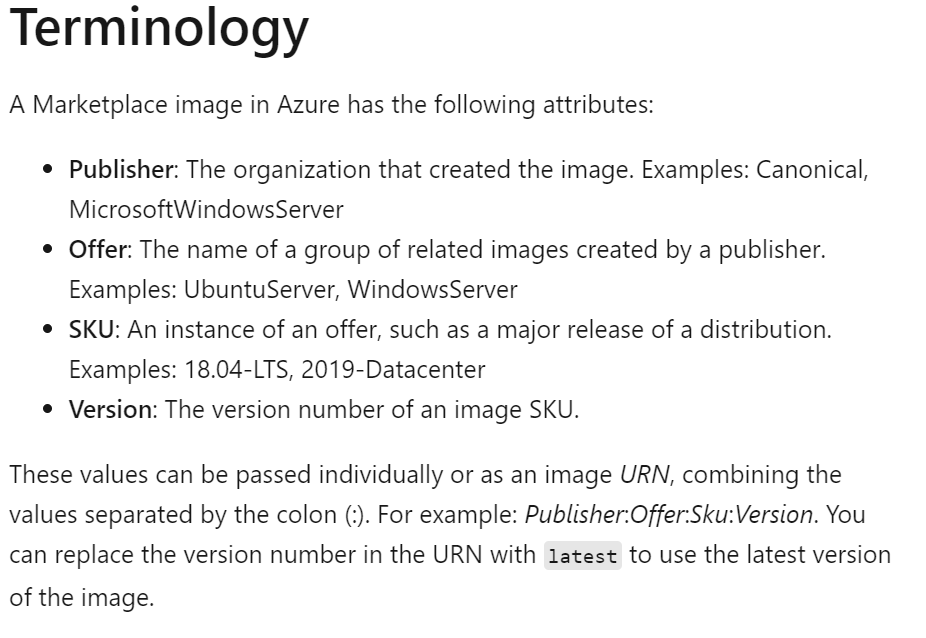 Terminology
A Marketplace image in Azure has the following attributes:
• Publisher: The organization that created the image. Examples: Canonical,
MicrosoftWindowsServer
• Offer: The name of a group of related images created by a publisher.
Examples: UbuntuServer, WindowsServer
• SKU: An instance of an offer, such as a major release of a distribution.
Examples: 18.04-LTS, 2019-Datacenter
• Version: The version number of an image SKU.
These values can be passed individually or as an image URN, combining the
values separated by the colon (:). For example: Publisher:Offer:Sku:Version. You
can replace the version number in the URN with latest to use the latest version
of the image.